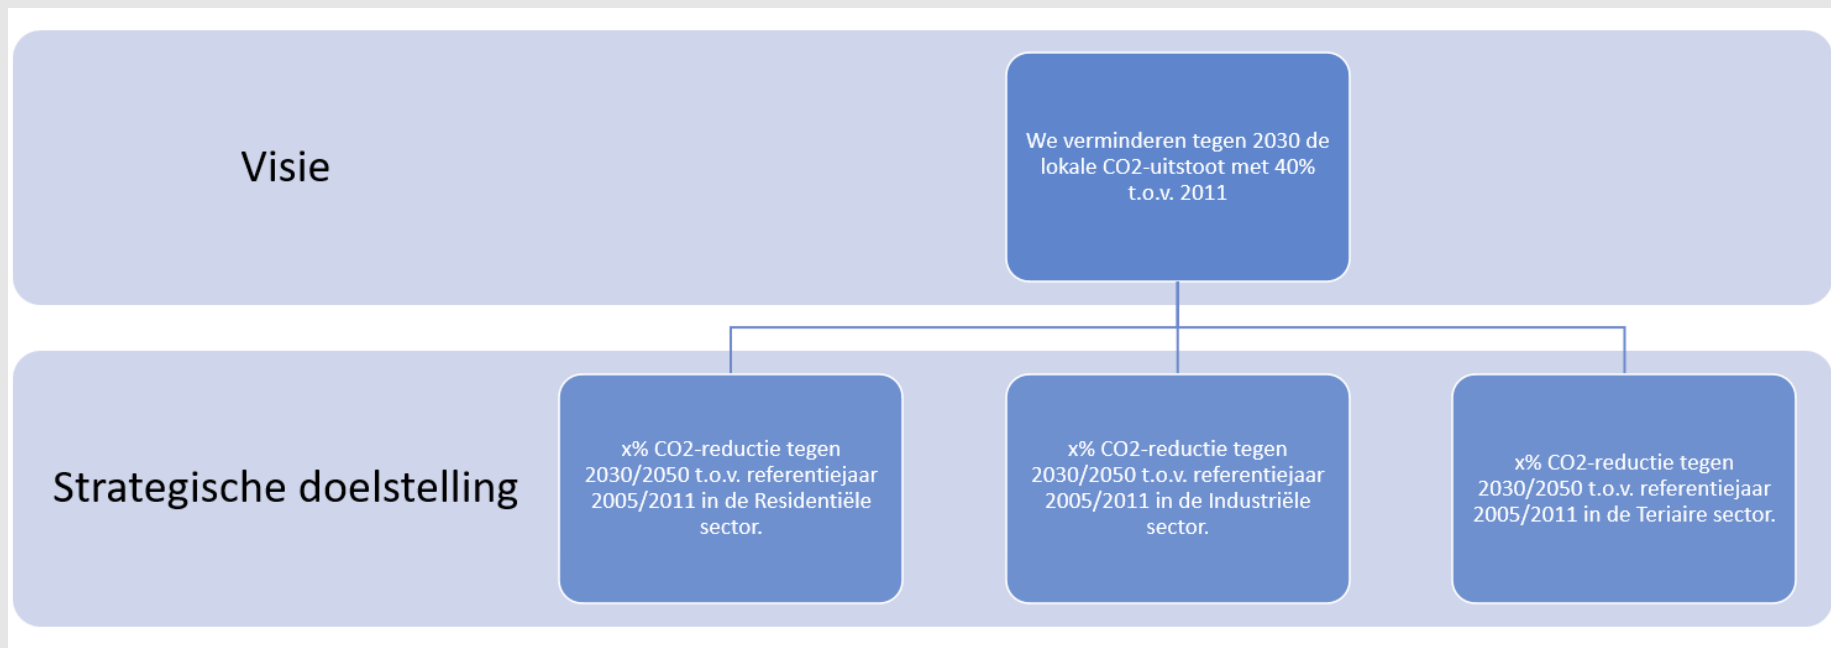 Visie
We verminderen tegen 2030 de
lokale CO2-uitstoot met 40%
t.o.v. 2011
Strategische doelstelling
x% CO2-reductie tegen
2030/2050 t.o.v. referentiejaar
2005/2011 in de Residentiële
sector.
x% CO2-reductie tegen
2030/2050 t.o.v. referentiejaar
2005/2011 in de Industriële
sector.
x% CO2-reductie tegen
2030/2050 t.o.v. referentiejaar
2005/2011 in de Teriaire sector.